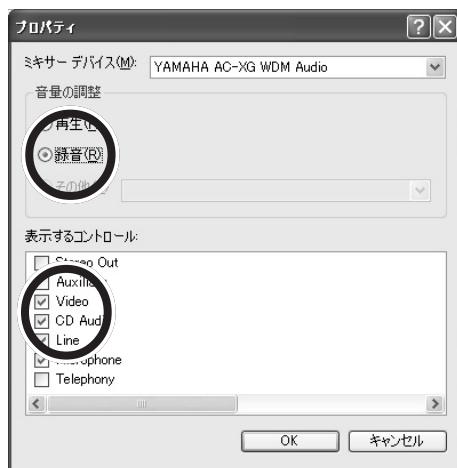 プロパティ
ミキサー デバイス(M): YAMAHA AC-XG WDM Audio
音量の調整
再生(
録音(R)
その他
表示するコントロール:
Stereo Out
Auxilia
Video
CD Audi
Line
Microphone
Telephony
OK キャンセル